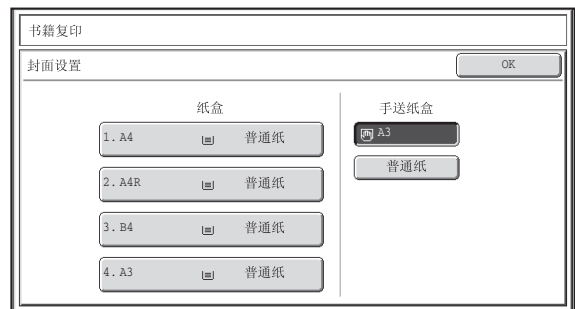 书籍复印
封面设置
OK
纸盒
1. A4 普通纸
2. A4R 普通纸
3. B4 普通纸
4. A3 普通纸
手送纸盒
A3
普通纸